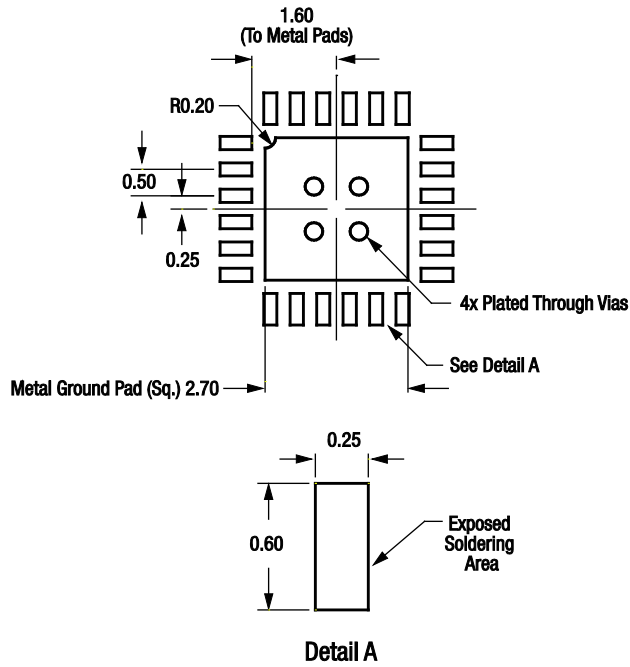 1.60
(To Metal Pads)
R0.20
0.50
0.25
4x Plated Through Vias
See Detail A
Metal Ground Pad (Sq.) 2.70
0.25
0.60
Exposed
Soldering
Area
Detail A